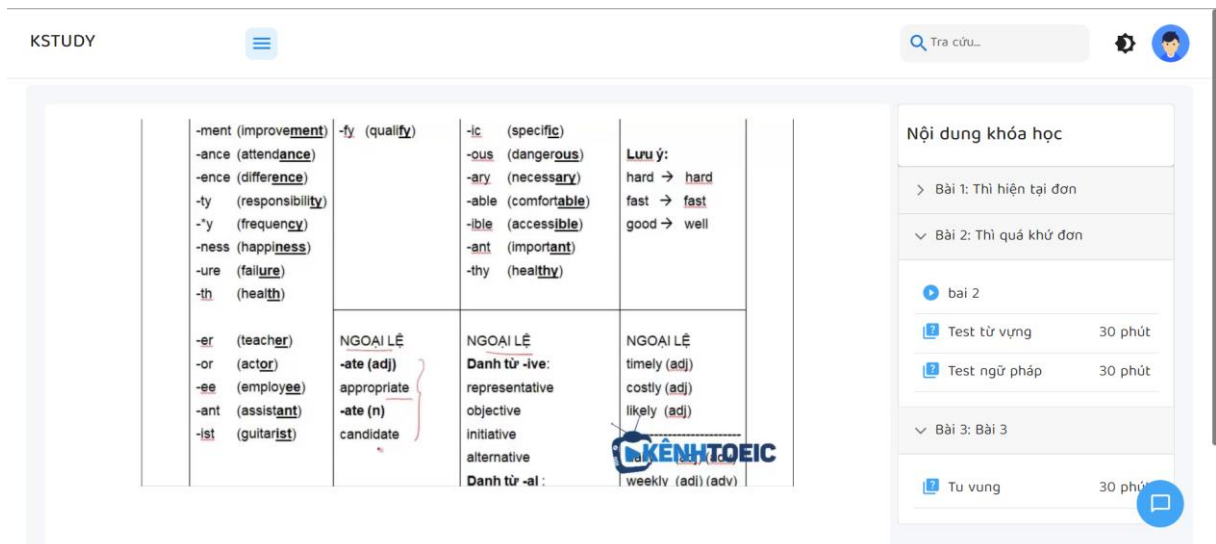 KSTUDY
Tra cứu...
-ment (improvement)
-ance (attendance)
-ence (difference)
-ty (responsibility)
-*y (frequency)
-ness (happiness)
-ure (failure)
-th (health)
-fy (qualify)
-ic (specific)
-ous (dangerous)
-ary (necessary)
-able (comfortable)
-ible (accessible)
-ant (important)
-thy (healthy)
Lưu ý:
hard → hard
fast → fast
good → well
-er (teacher)
-or (actor)
-ee (employee)
-ant (assistant)
-ist (guitarist)
NGOẠI LỆ
-ate (adj)
appropriate
-ate (n)
candidate
NGOẠI LỆ
Danh từ -ive:
representative
objective
initiative
alternative
Danh từ -al :
NGOẠI LỆ
timely (adj)
costly (adj)
likely (adj)
KÊNHTOEIC
weekly (adj) (adv)
Nội dung khóa học
Bài 1: Thì hiện tại đơn
Bài 2: Thì quá khứ đơn
bai 2
Test từ vựng 30 phút
Test ngữ pháp 30 phút
Bài 3: Bài 3
Tu vung 30 phút